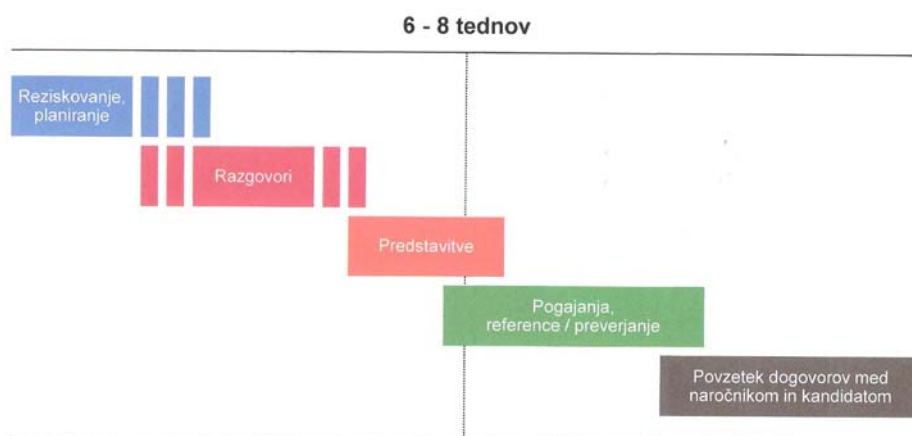 6 - 8 tednov
Reziskovanje,
planiranje
Razgovori
Predstavitve
Pogajanja,
reference / preverjanje
Povzetek dogovorov med
naročnikom in kandidatom